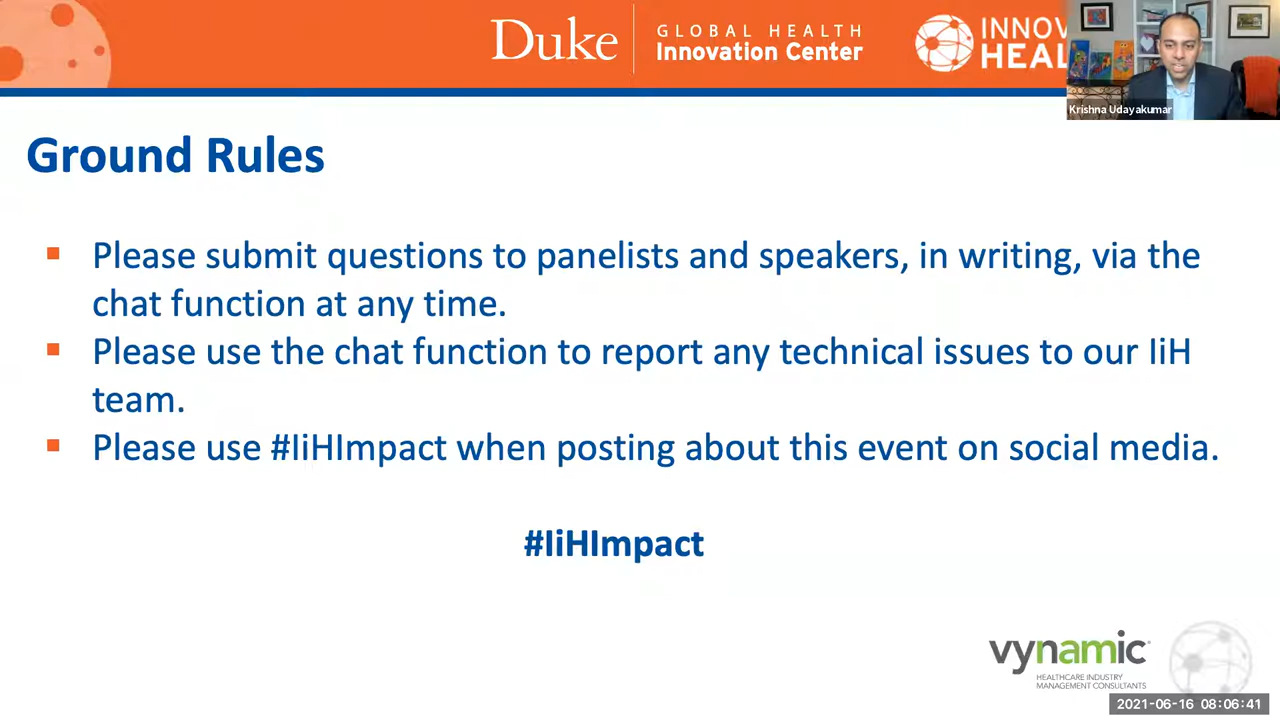 Duke
GLOBAL HEALTH
Innovation Center
INNOV
HEAL
Krishna Udayakumar
Ground Rules
Please submit questions to panelists and speakers, in writing, via the
chat function at any time.
Please use the chat function to report any technical issues to our IiH
team.
Please use #IiHImpact when posting about this event on social media.
#IiHImpact
vynamic
HEALTHCARE INDUSTRY
MANAGEMENT CONSULTANTS
2021-06-16 08:06:41